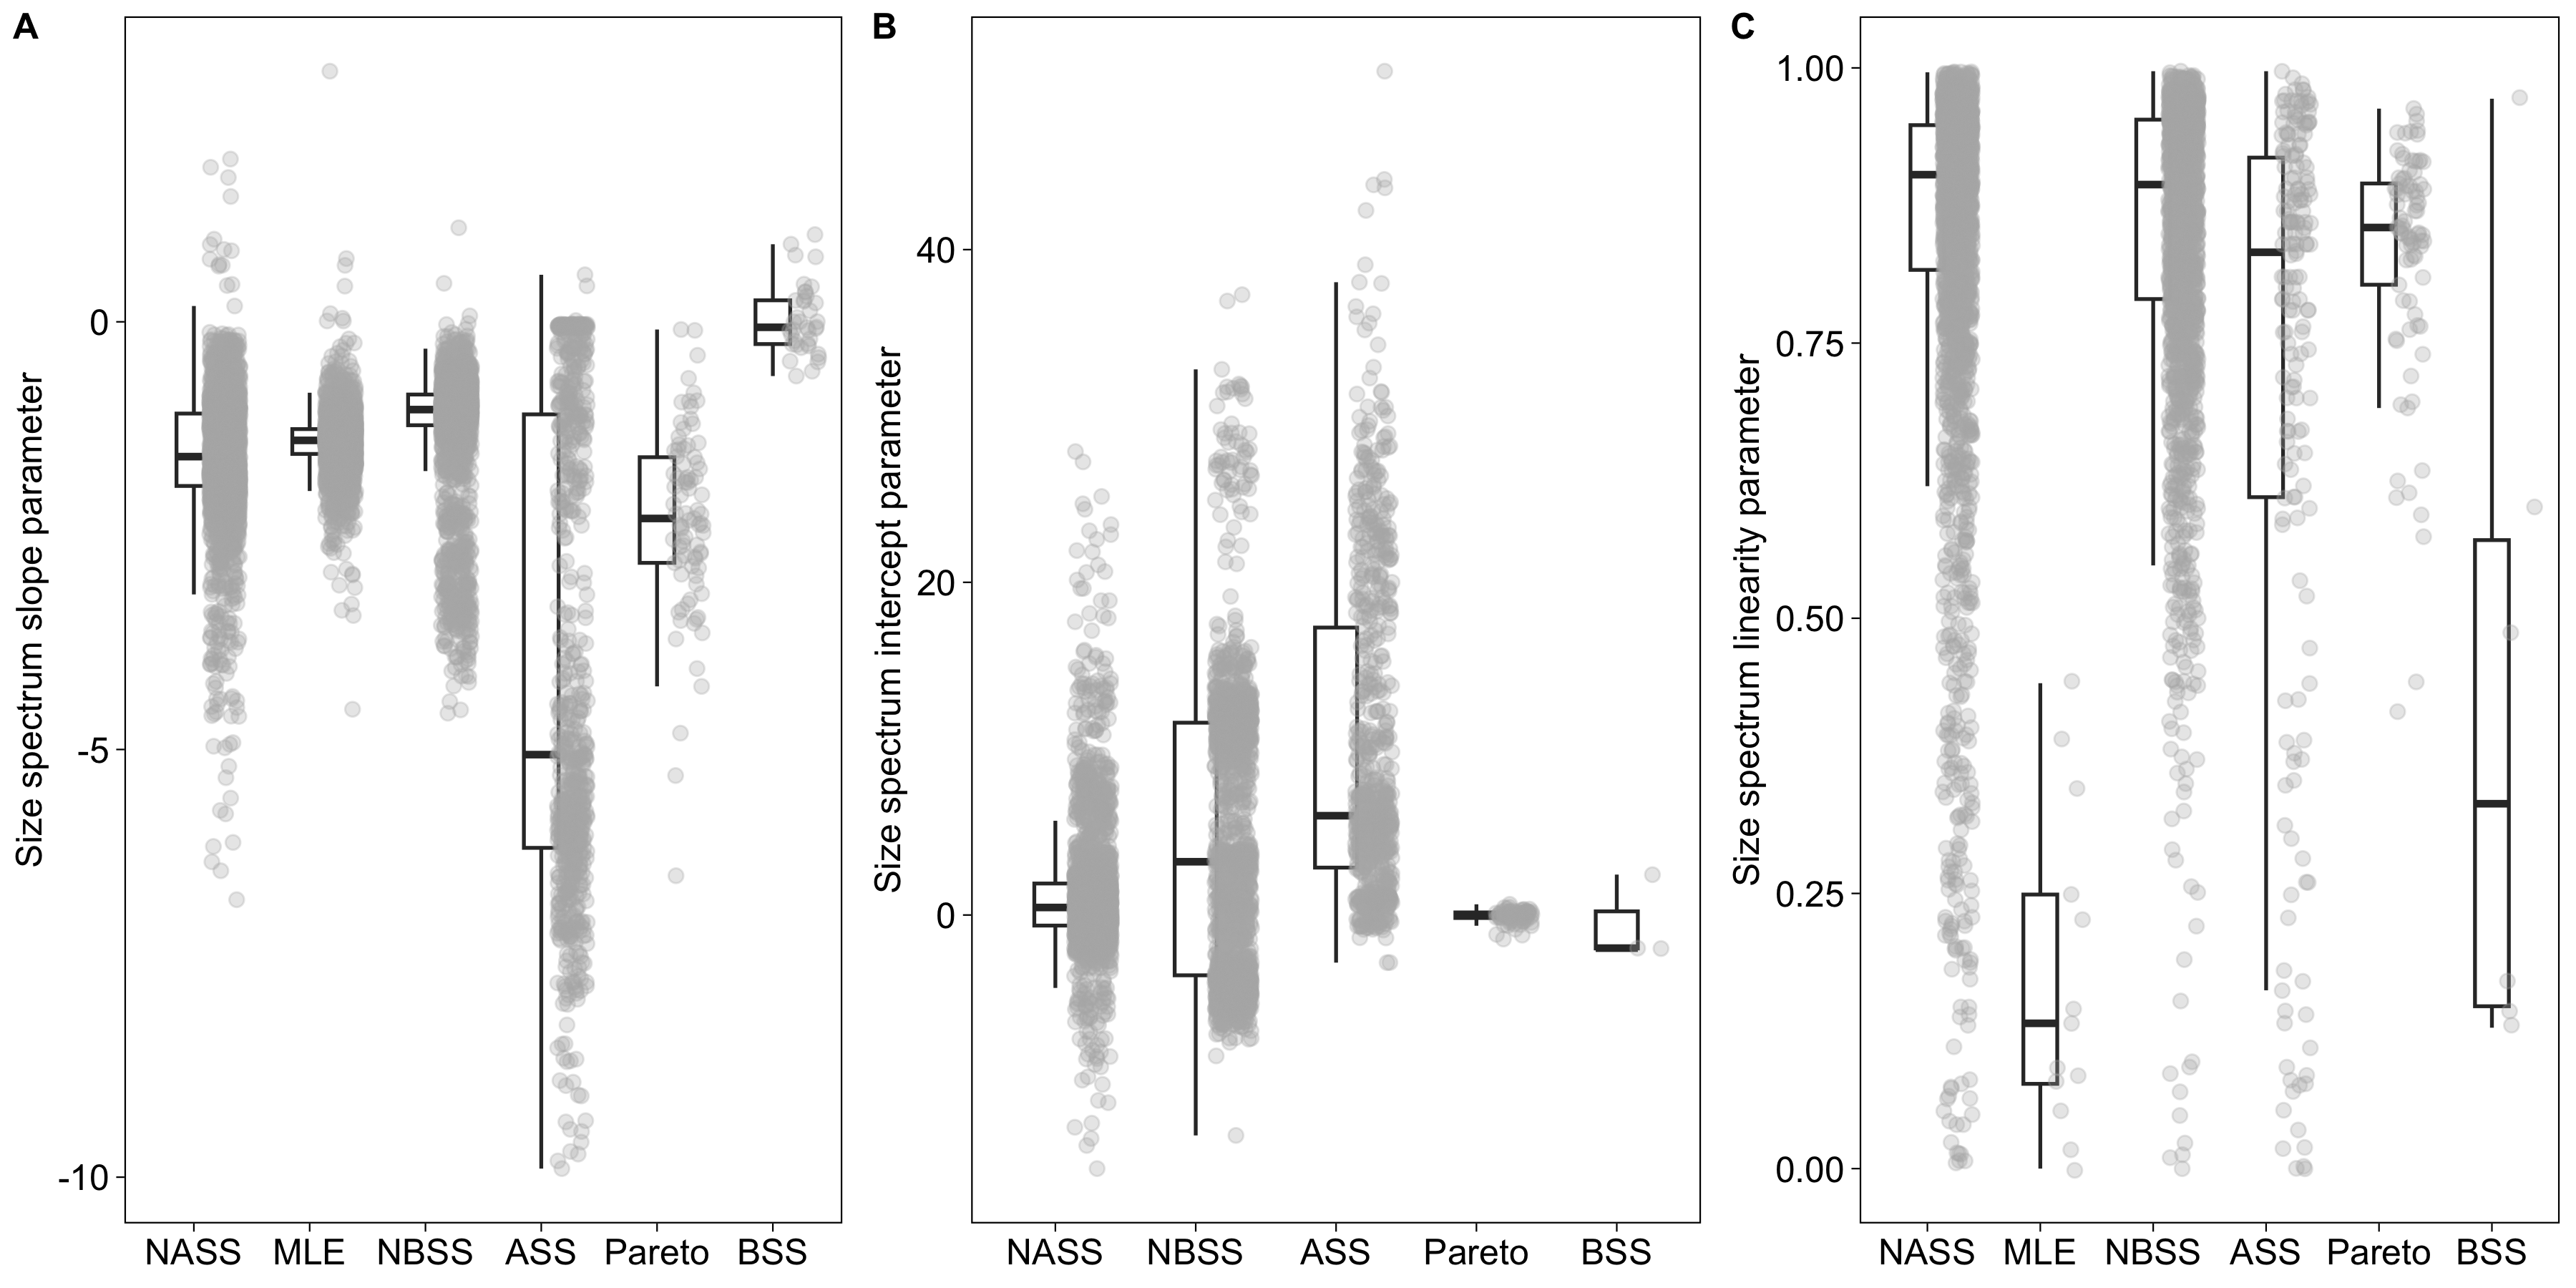 A
Size spectrum slope parameter
0
-5
-10
NASS MLE NBSS ASS Pareto BSS
B
Size spectrum intercept parameter
40
20
0
NASS NBSS ASS Pareto BSS
C
Size spectrum linearity parameter
1.00
0.75
0.50
0.25
0.00
NASS MLE NBSS ASS Pareto BSS